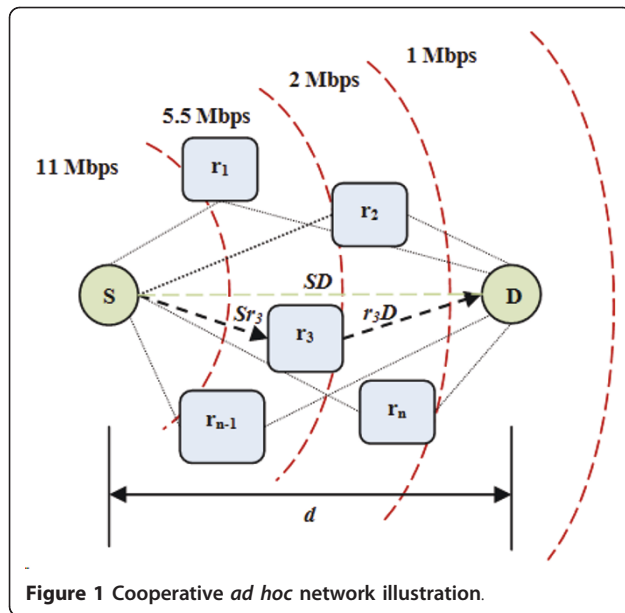 1 Mbps
2 Mbps
5.5 Mbps
11 Mbps
r1
r2
S
SD
D
Sr3
r3
r3D
rn-1
rn
d
Figure 1 Cooperative ad hoc network illustration.